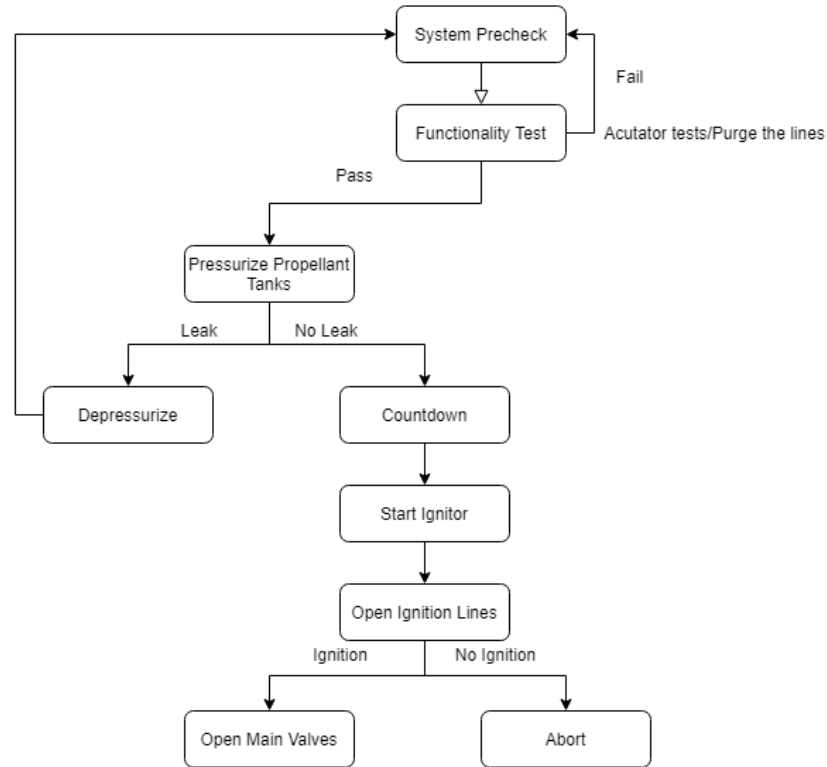 System Precheck
Fail
Functionality Test
Acutator tests/Purge the lines
Pass
Pressurize Propellant
Tanks
Leak
No Leak
Depressurize
Countdown
Start Ignitor
Open Ignition Lines
Ignition
No Ignition
Open Main Valves
Abort